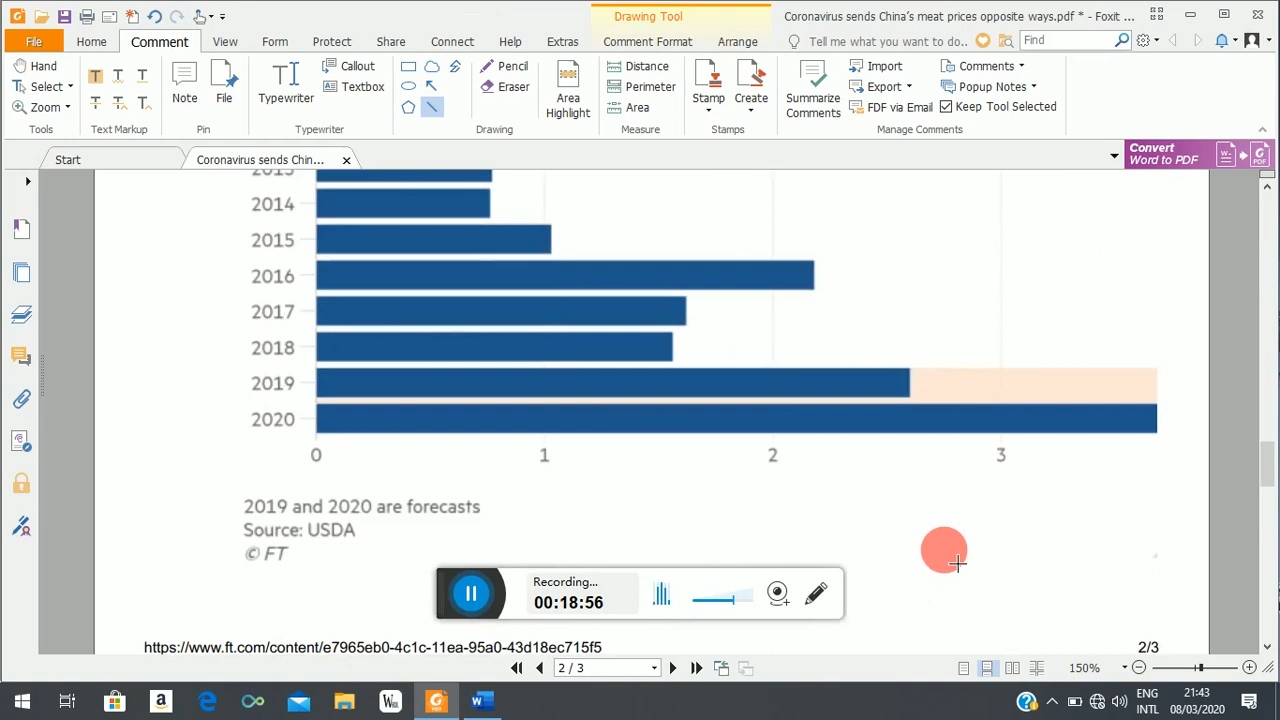 Drawing Tool
Coronavirus sends China's meat prices opposite ways.pdf * - Foxit ...
File Home Comment View Form Protect Share Connect Help Extras Comment Format Arrange Tell me what you want to do.. Find
Hand
Select
Zoom
Tools
Text Markup
Note
File
Pin
Typewriter
Callout
Textbox
Typewriter
Pencil
Eraser
Drawing
Area
Highlight
Distance
Perimeter
Area
Measure
Stamp
Create
Stamps
Summarize
Comments
Import
Export
FDF via Email
Comments
Popup Notes
Keep Tool Selected
Manage Comments
Start
Coronavirus sends Chin...
Convert
Word to PDF
2013
2014
2015
2016
2017
2018
2019
2020
0 1 2 3
2019 and 2020 are forecasts
Source: USDA
© FT
Recording...
00:18:56
https://www.ft.com/content/e7965eb0-4c1c-11ea-95a0-43d18ec715f5 2/3
2 / 3
150%
ENG
INTL
21:43
08/03/2020